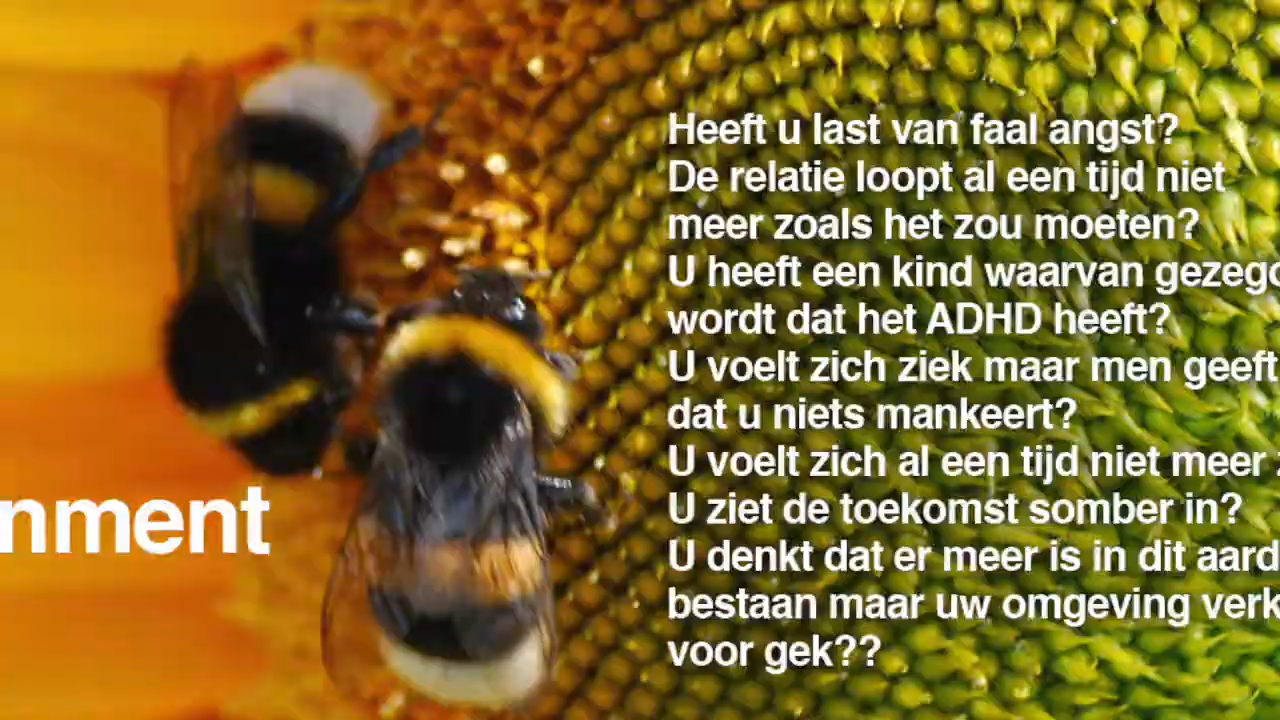 Heeft u last van faal angst?
De relatie loopt al een tijd niet
meer zoals het zou moeten?
U heeft een kind waarvan
wordt dat het ADHD heeft?
U voelt zich ziek maar men geeft
dat u niets mankeert?
U voelt zich al een tijd niet meer
nment
U ziet de toekomst somber in?
U denkt dat er meer is in dit
bestaan maar uw omgeving
voor gek??